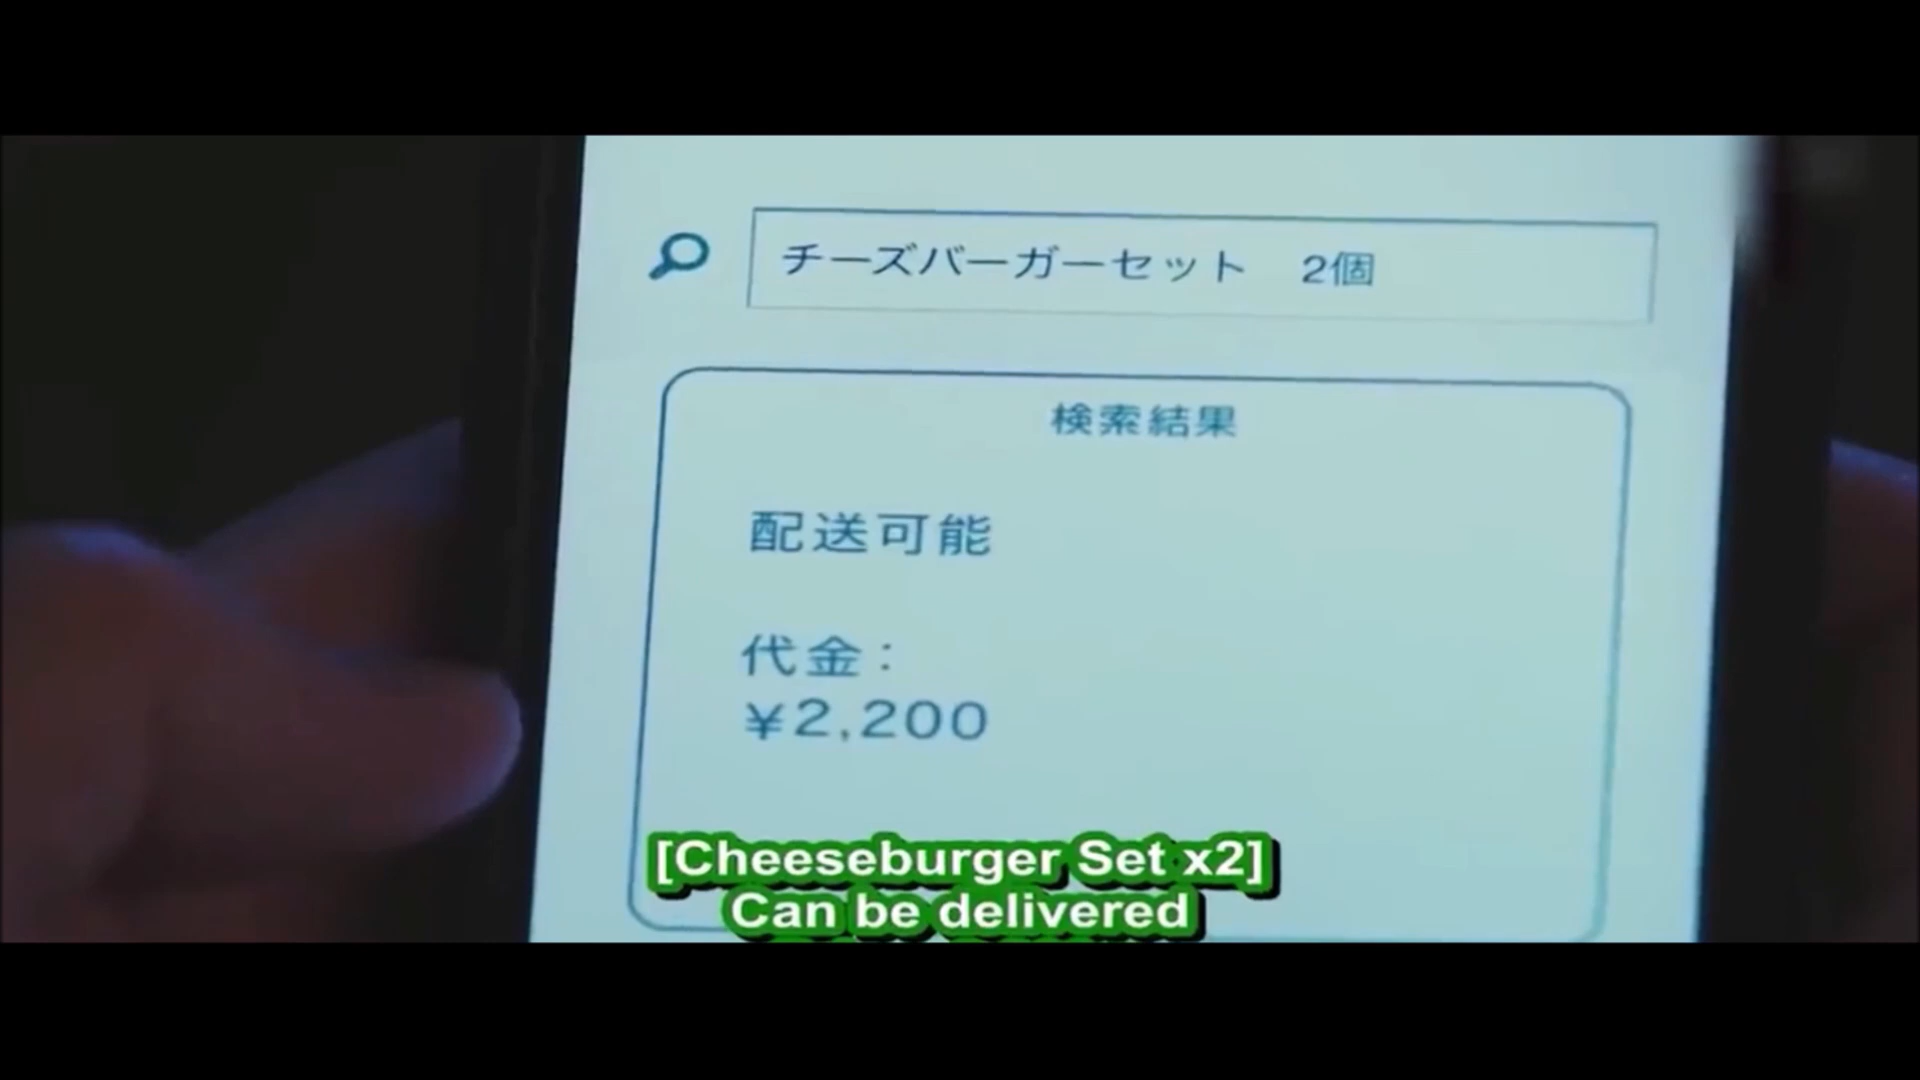 チーズバーガーセット 2個
検索結果
配送可能
代金:
¥2,200
[Cheeseburger Set x2]
Can be delivered